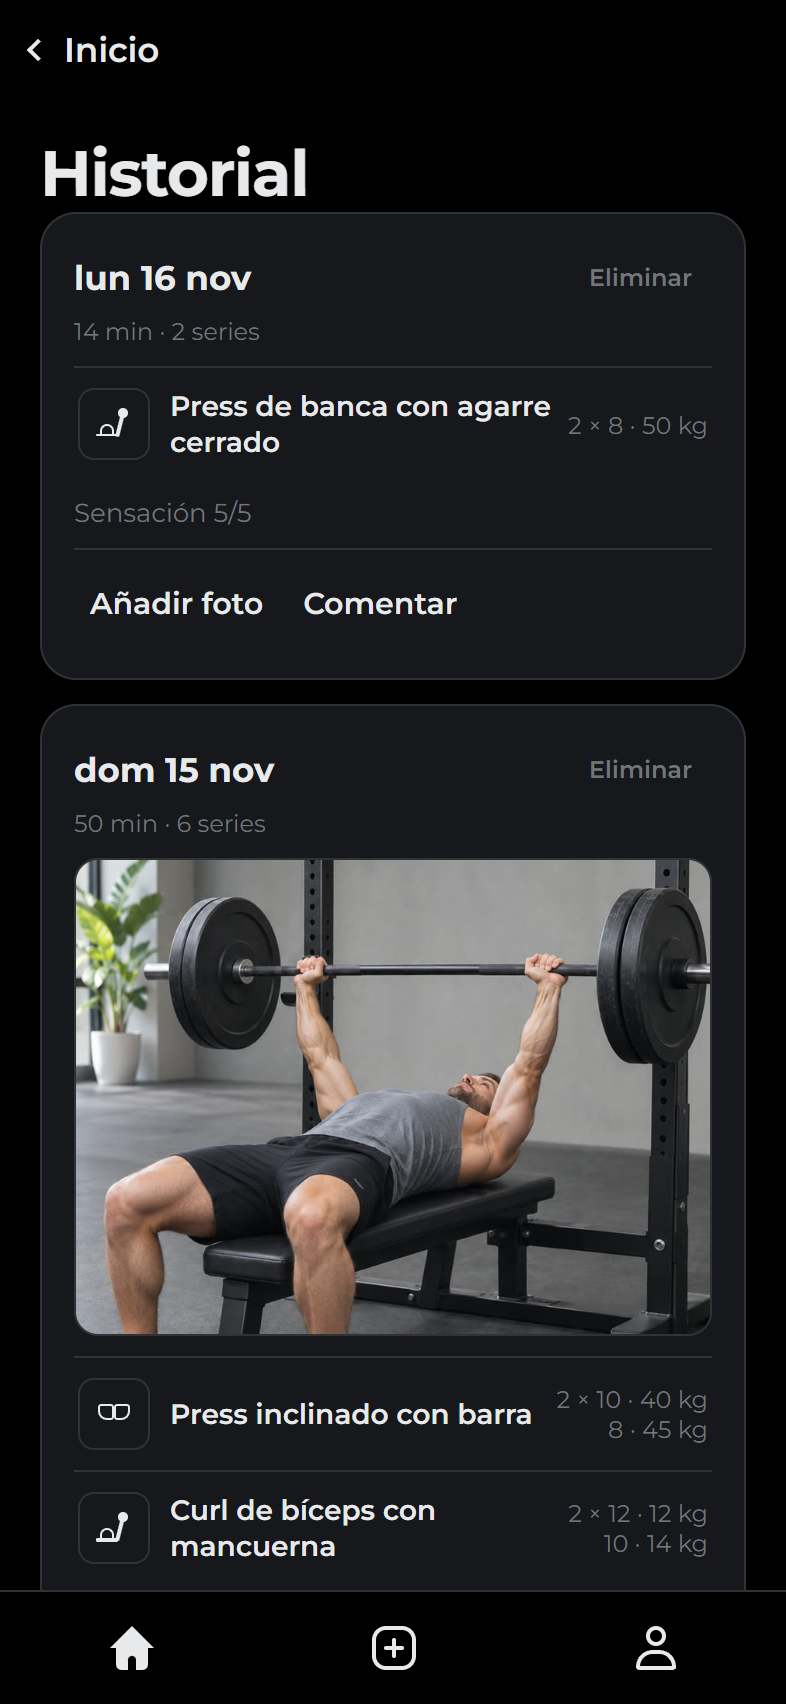 Inicio
Historial
lun 16 nov
Eliminar
14 min · 2 series
Press de banca con agarre
cerrado
2 × 8 · 50 kg
Sensación 5/5
Añadir foto
Comentar
dom 15 nov
Eliminar
50 min · 6 series
Press inclinado con barra
2 × 10 · 40 kg
8 · 45 kg
Curl de bíceps con
mancuerna
2 × 12 · 12 kg
10 · 14 kg